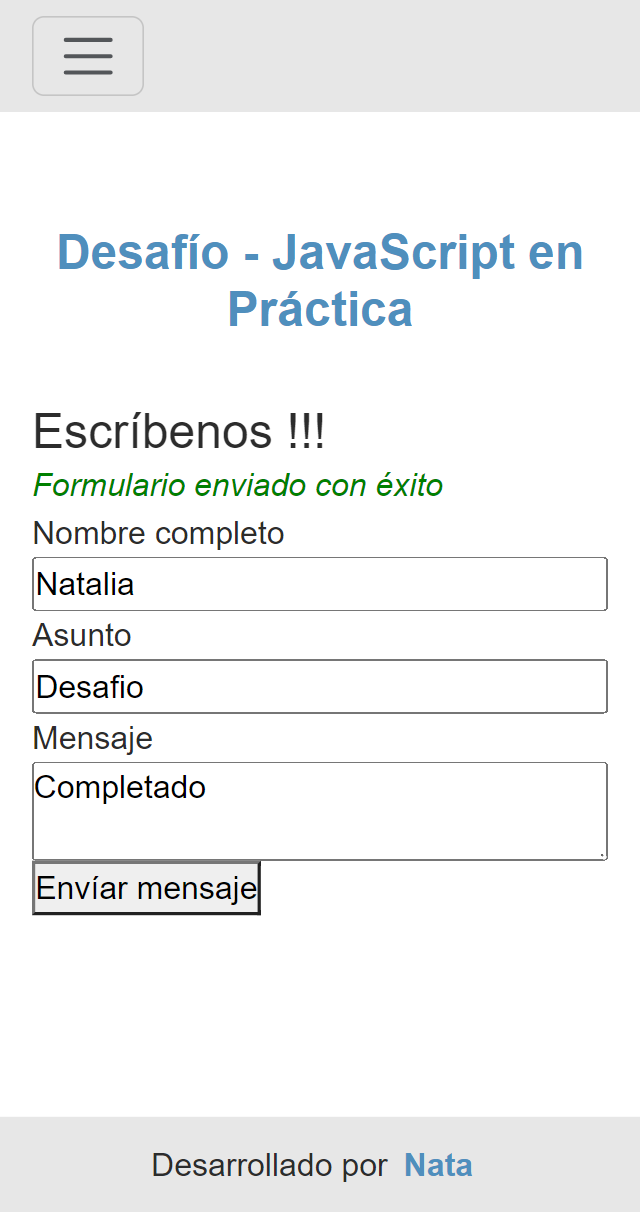 Desafío - JavaScript en
Práctica
Escríbenos !!!
Formulario enviado con éxito
Nombre completo
Natalia
Asunto
Desafio
Mensaje
Completado
Envíar mensaje
Desarrollado por Nata